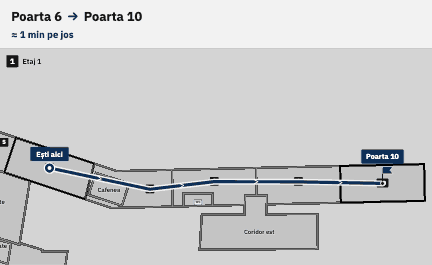 Poarta 6 → Poarta 10
≈ 1 min pe jos
1 Etaj 1
Ești aici
Poarta 10
Cafenea
Coridor est